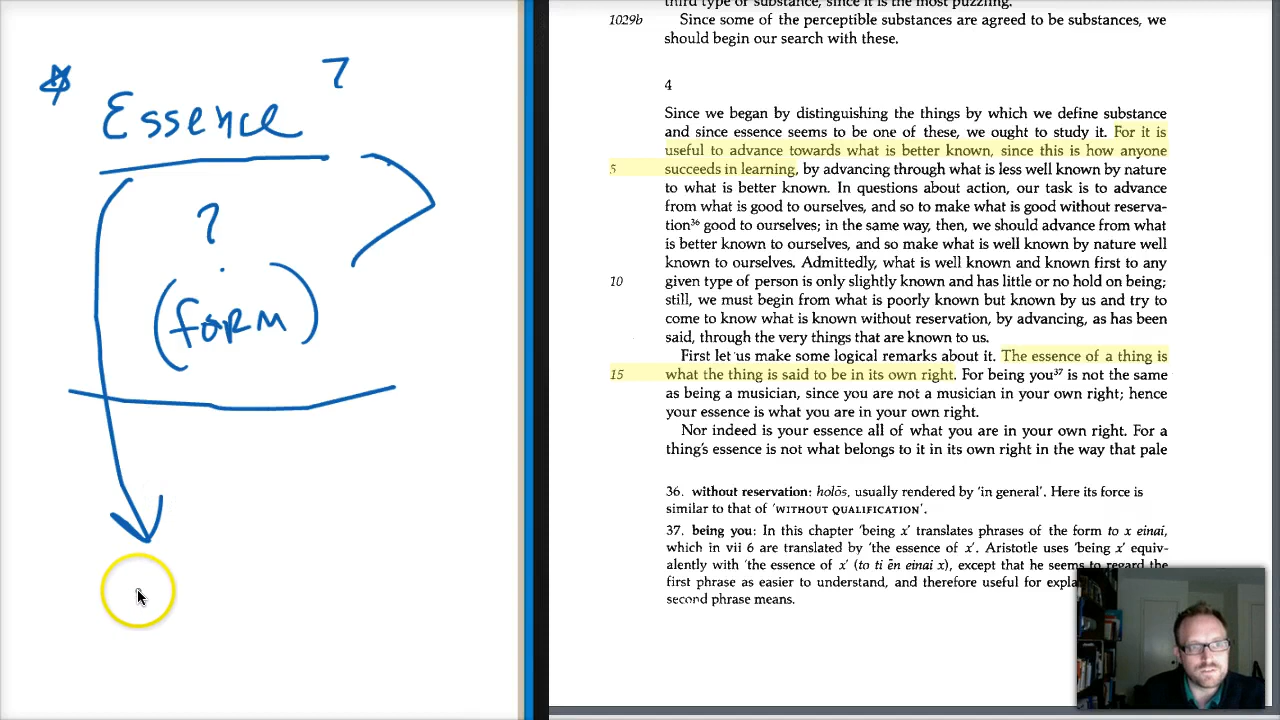 ?
Essence
?
(form)
third type of substance, since it is the most puzzling.
1029b Since some of the perceptible substances are agreed to be substances, we
should begin our search with these.
4
Since we began by distinguishing the things by which we define substance
and since essence seems to be one of these, we ought to study it. For it is
useful to advance towards what is better known, since this is how anyone
5 succeeds in learning, by advancing through what is less well known by nature
to what is better known. In questions about action, our task is to advance
from what is good to ourselves, and so to make what is good without reserva-
tion³⁶ good to ourselves; in the same way, then, we should advance from what
is better known to ourselves, and so make what is well known by nature well
known to ourselves. Admittedly, what is well known and known first to any
10 given type of person is only slightly known and has little or no hold on being;
still, we must begin from what is poorly known but known by us and try to
come to know what is known without reservation, by advancing, as has been
said, through the very things that are known to us.
First let us make some logical remarks about it. The essence of a thing is
15 what the thing is said to be in its own right. For being you³⁷ is not the same
as being a musician, since you are not a musician in your own right; hence
your essence is what you are in your own right.
Nor indeed is your essence all of what you are in your own right. For a
thing's essence is not what belongs to it in its own right in the way that pale
36. without reservation: holōs, usually rendered by 'in general'. Here its force is
similar to that of 'WITHOUT QUALIFICATION'.
37. being you: In this chapter 'being x' translates phrases of the form to x einai,
which in vii 6 are translated by 'the essence of x'. Aristotle uses 'being x' equiv-
alently with 'the essence of x' (to ti ēn einai x), except that he seems to regard the
first phrase as easier to understand, and therefore useful for
second phrase means.